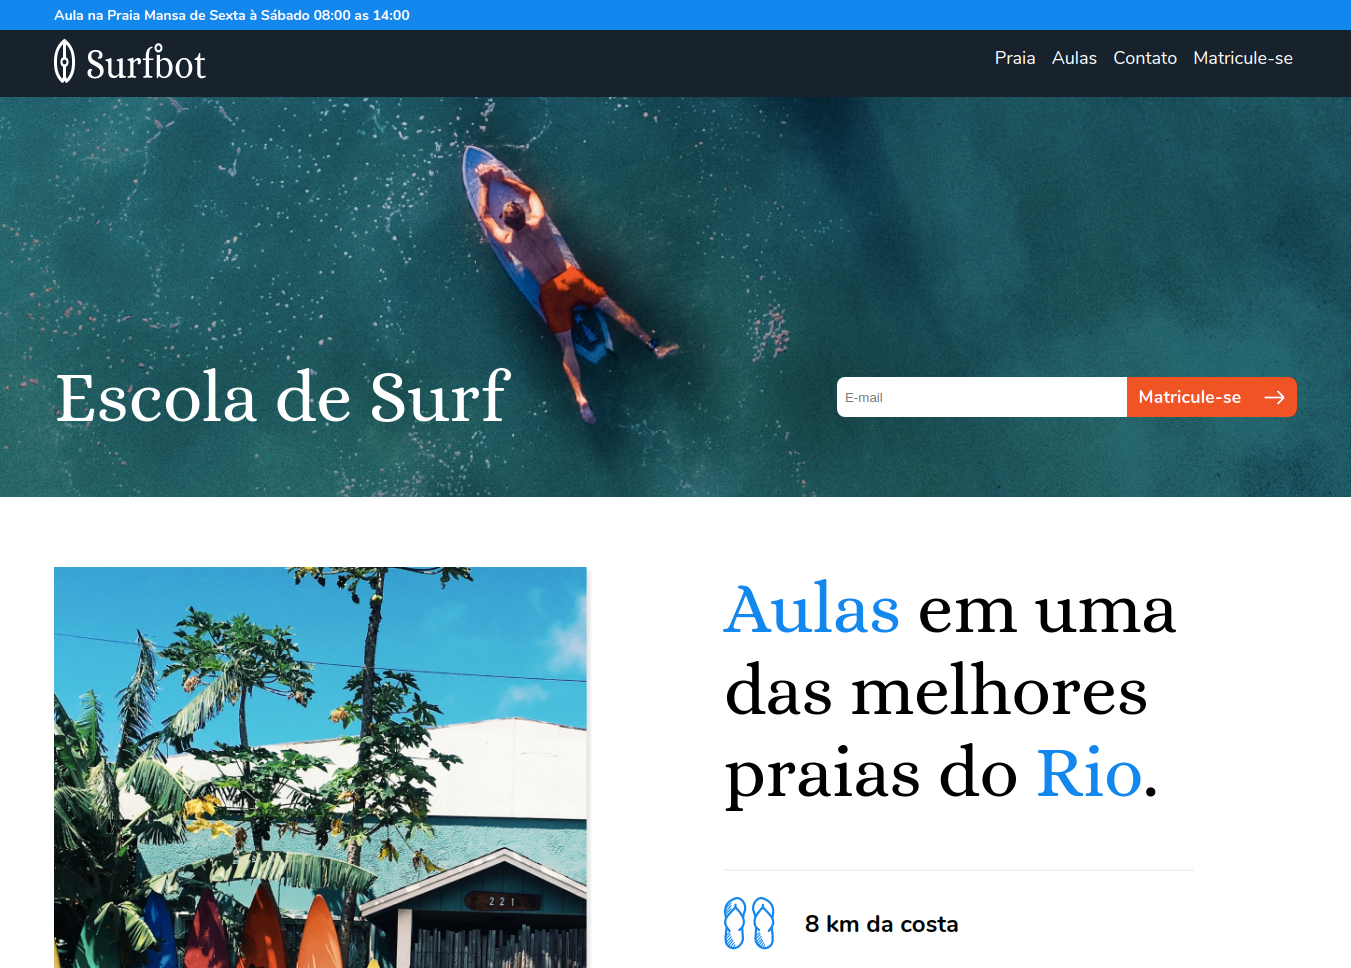 Aula na Praia Mansa de Sexta à Sábado 08:00 as 14:00
Surfbot
Praia Aulas Contato Matricule-se
Escola de Surf
E-mail
Matricule-se
Aulas em uma
das melhores
praias do Rio.
221
8 km da costa